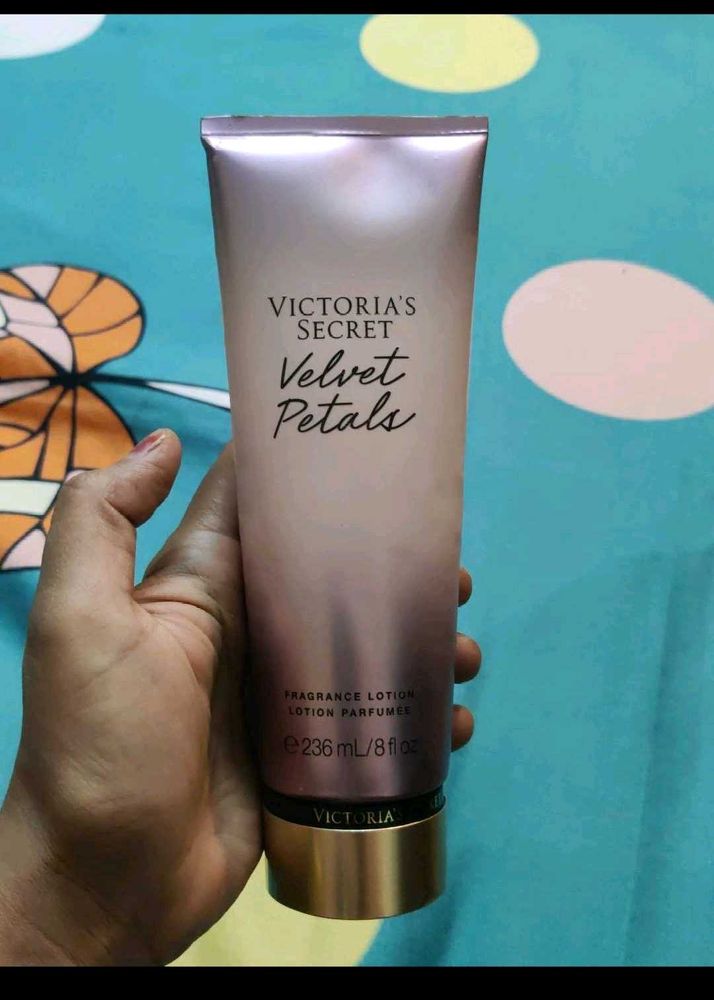 VICTORIA'S
SECRET
Velvet
Petals
FRAGRANCE LOTION
LOTION PARFUMÉE
℮236 mL/8 fl oz
VICTORIA'S